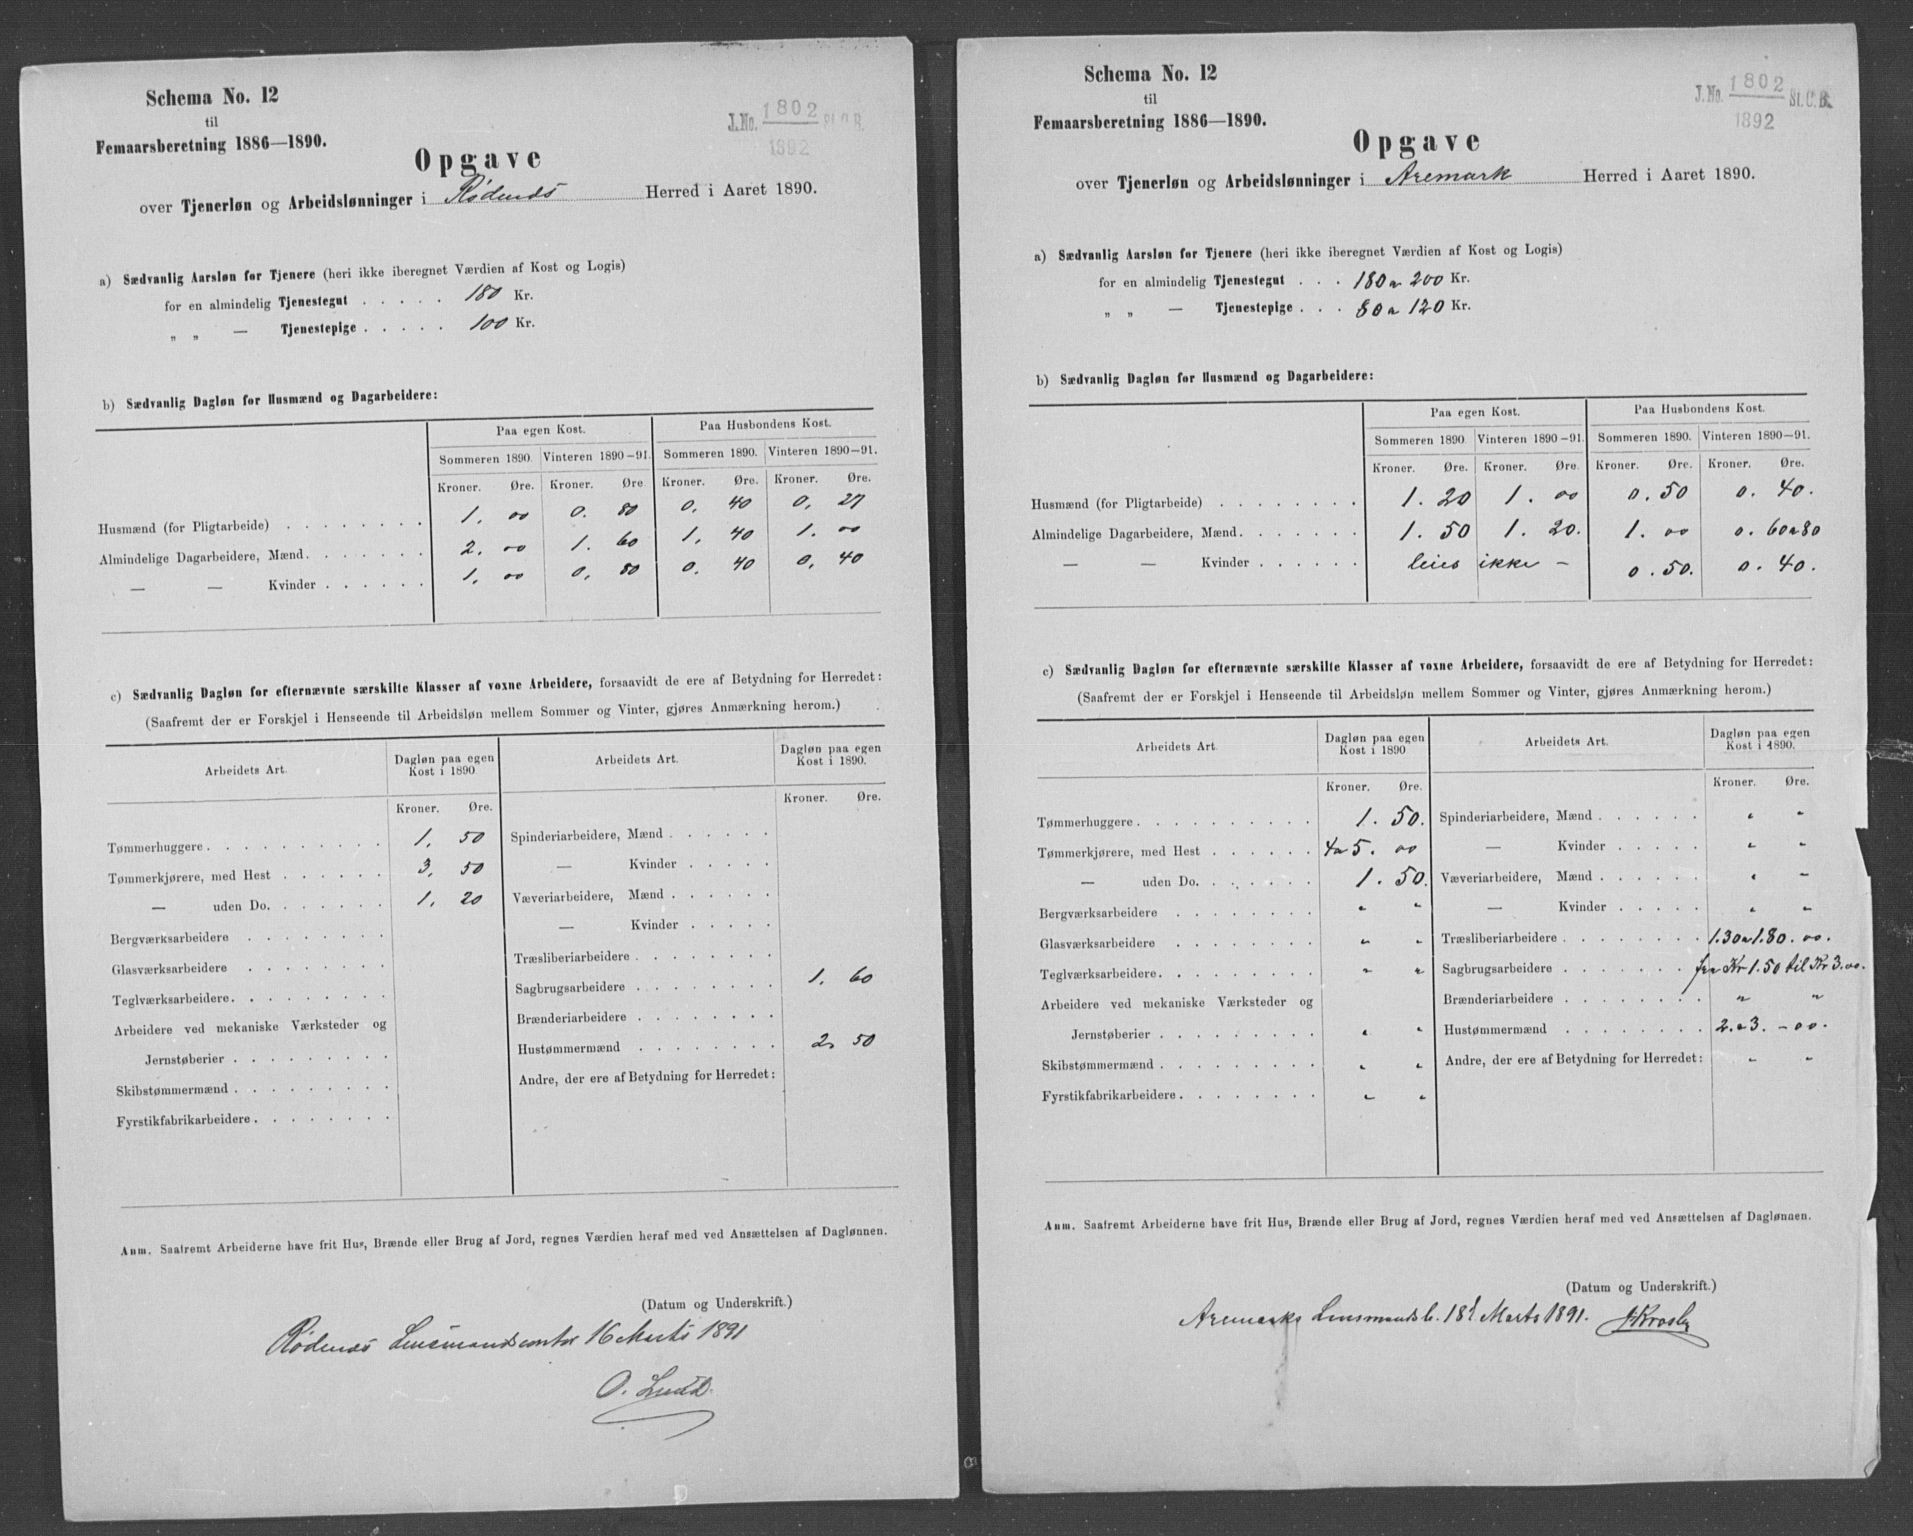 Schema No. 12
til
Femaarsberetning 1886—1890.
J.No. 1802
1892
Opgave
over Tjenerløn og Arbeidslønninger i Rødenæs Herred i Aaret 1890.
a) Sædvanlig Aarsløn for Tjenere (heri ikke iberegnet Værdien af Kost og Logis)
for en almindelig Tjenestegut . . . . . 180 Kr.
„ „ — Tjenestepige . . . . . 100 Kr.
b) Sædvanlig Dagløn for Husmænd og Dagarbeidere:
Paa egen Kost. Paa Husbondens Kost.
Sommeren 1890. Vinteren 1890-91. Sommeren 1890. Vinteren 1890-91.
Kroner. Øre. Kroner. Øre Kroner. Øre. Kroner. Øre.
Husmænd (for Pligtarbeide) . . . . . . . . 1. 00 0. 80 0. 40 0. 27
Almindelige Dagarbeidere, Mænd. . . . . . . 2. 00 1. 60 1. 40 1. 00
— — Kvinder . . . . . . 1. 00 0. 80 0. 40 0. 40
c) Sædvanlig Dagløn for efternævnte særskilte Klasser af voxne Arbeidere, forsaavidt de ere af Betydning for Herredet:
(Saafremt der er Forskjel i Henseende til Arbeidsløn mellem Sommer og Vinter, gjøres Anmærkning herom.)
Arbeidets Art. Dagløn paa egen Kost i 1890 Arbeidets Art. Dagløn paa egen Kost i 1890.
Kroner. Øre. Kroner. Øre.
Tømmerhuggere. . . . . . . . . . . 1. 50 Spinderiarbeidere, Mænd . . . . . .
Tømmerkjørere, med Hest . . . . . . 3. 50 — Kvinder . . . . .
— uden Do. . . . . . . 1. 20 Væveriarbeidere, Mænd . . . . . .
Bergværksarbeidere . . . . . . . . — Kvinder . . . . .
Glasværksarbeidere . . . . . . . . Træsliberiarbeidere . . . . . . . .
Teglværksarbeidere. . . . . . . . . Sagbrugsarbeidere . . . . . . . . 1. 60
Arbeidere ved mekaniske Værksteder og Brænderiarbeidere . . . . . . . .
Jernstøberier . . . . . . . . . Hustømmermænd . . . . . . . . 2. 50
Skibstømmermænd . . . . . . . . . Andre, der ere af Betydning for Herredet:
Fyrstikfabrikarbeidere . . . . . . . .
Anm. Saafremt Arbeiderne have frit Hus, Brænde eller Brug af Jord, regnes Værdien heraf med ved Ansættelsen af Daglønnen.
(Datum og Underskrift.)
Rødenæs Lensmandscontor 16 Marts 1891
O. Lund.
Schema No. 12
til
Femaarsberetning 1886—1890.
J.No. 1802 St.C.B.
1892
Opgave
over Tjenerløn og Arbeidslønninger i Aremark Herred i Aaret 1890.
a) Sædvanlig Aarsløn for Tjenere (heri ikke iberegnet Værdien af Kost og Logis)
for en almindelig Tjenestegut . . . 180 a 200 Kr.
„ „ — Tjenestepige . . . 80 a 120 Kr.
b) Sædvanlig Dagløn for Husmænd og Dagarbeidere:
Paa egen Kost. Paa Husbondens Kost.
Sommeren 1890. Vinteren 1890-91. Sommeren 1890. Vinteren 1890-91.
Kroner. Øre. Kroner. Øre. Kroner. Øre. Kroner. Øre.
Husmænd (for Pligtarbeide) . . . . . . . . 1. 20 1. 00 0. 50 0. 40.
Almindelige Dagarbeidere, Mænd. . . . . . . 1. 50 1. 20. 1. 00 0. 60 a 80
— — Kvinder . . . . . . leies ikke — 0. 50. 0. 40.
c) Sædvanlig Dagløn for efternævnte særskilte Klasser af voxne Arbeidere, forsaavidt de ere af Betydning for Herredet:
(Saafremt der er Forskjel i Henseende til Arbeidsløn mellem Sommer og Vinter, gjøres Anmærkning herom.)
Arbeidets Art. Dagløn paa egen Kost i 1890 Arbeidets Art. Dagløn paa egen Kost i 1890.
Kroner. Øre. Kroner. Øre.
Tømmerhuggere . . . . . . . . . . 1. 50. Spinderiarbeidere, Mænd . . . . . . „ „
Tømmerkjørere, med Hest . . . . . . 4 a 5. 00 — Kvinder . . . . . „ „
— uden Do. . . . . . . 1. 50. Væveriarbeidere, Mænd . . . . . . „ „
Bergværksarbeidere . . . . . . . . „ „ — Kvinder . . . . . „ „
Glasværksarbeidere . . . . . . . . „ „ Træsliberiarbeidere . . . . . . . . 1.30 a 1.80. 00.
Teglværksarbeidere. . . . . . . . . „ „ Sagbrugsarbeidere . . . . . . . fra Kr 1.50 til Kr 3.00.
Arbeidere ved mekaniske Værksteder og Brænderiarbeidere . . . . . . . . „ „
Jernstøberier . . . . . . . . . „ „ Hustømmermænd . . . . . . . . 2. a 3. - 00.
Skibstømmermænd . . . . . . . . . „ „ Andre, der ere af Betydning for Herredet: „ „
Fyrstikfabrikarbeidere. . . . . . . . „ „
Anm. Saafremt Arbeiderne have frit Hus, Brænde eller Brug af Jord, regnes Værdien heraf med ved Ansættelsen af Daglønnen.
(Datum og Underskrift.)
Aremarks Lensmandsb. 18d Marts 1891. Krosby